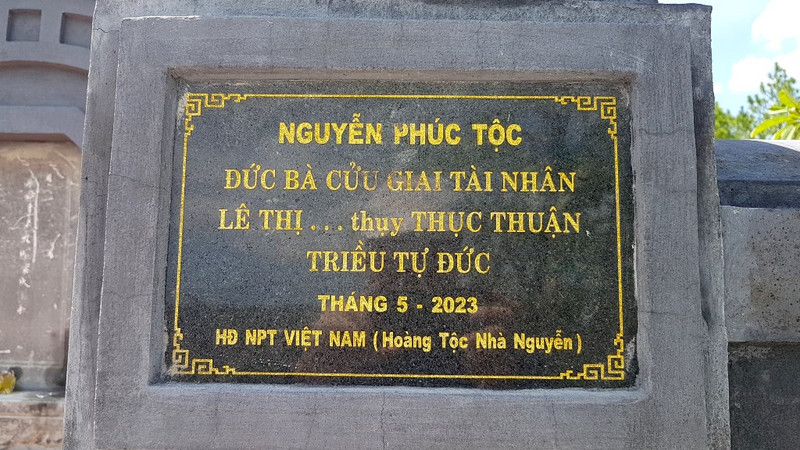 NGUYỄN PHÚC TỘC
ĐỨC BÀ CỬU GIAI TÀI NHÂN
LÊ THỊ ... thụy THỤC THUẬN
TRIỀU TỰ ĐỨC
THÁNG 5 - 2023
HĐ NPT VIỆT NAM (Hoàng Tộc Nhà Nguyễn)